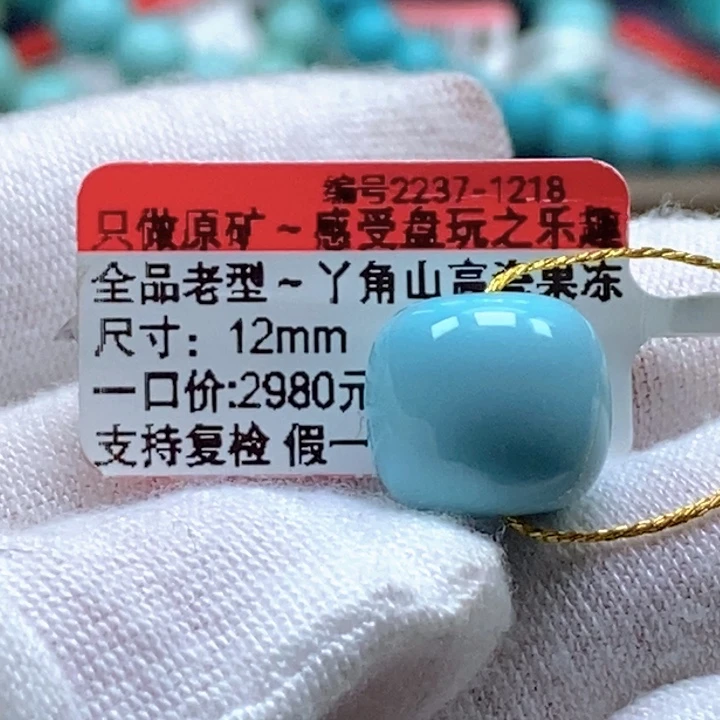 编号2237-1218
只做原矿~感受盘玩之乐趣
全品老型~丫角山高瓷果冻
尺寸：12mm
一口价:2980元
支持复检 假一